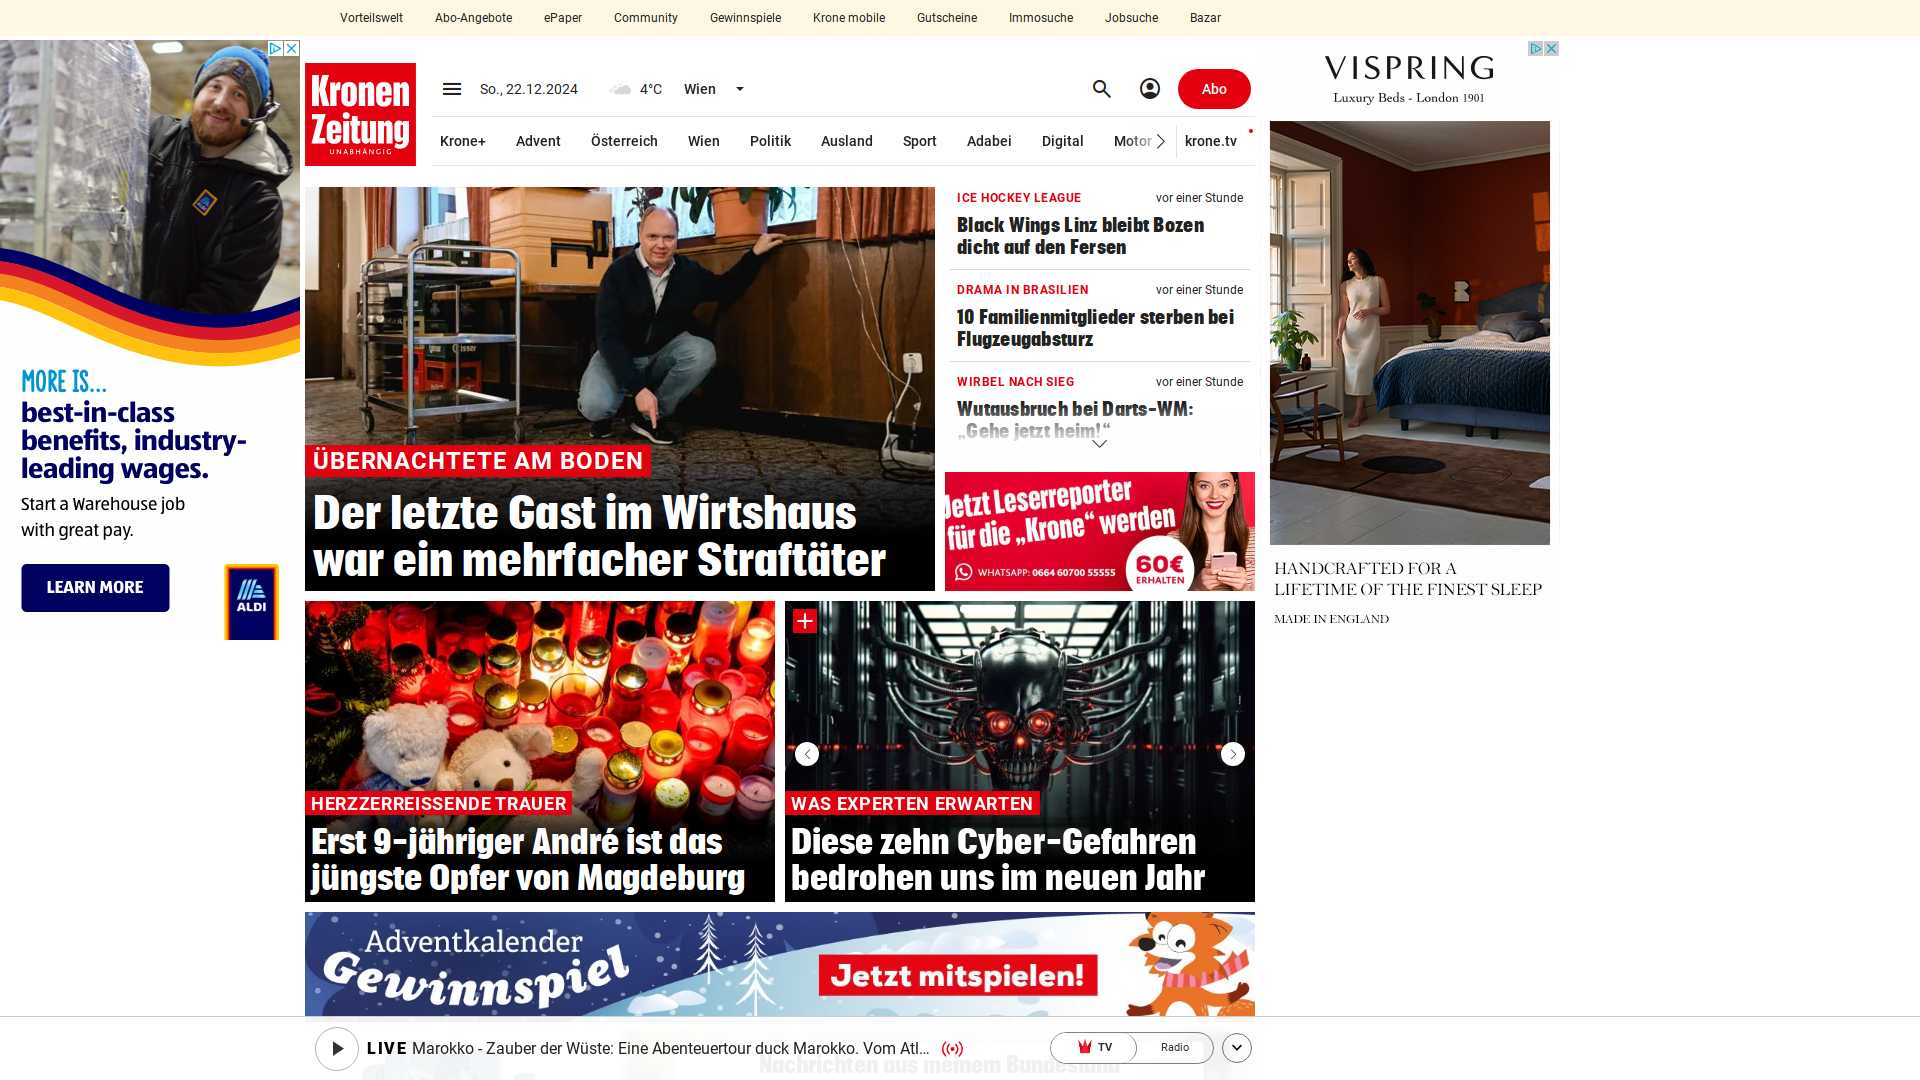 Vorteilswelt
Abo-Angebote
ePaper
Community
Gewinnspiele
Krone mobile
Gutscheine
Immosuche
Jobsuche
Bazar
Kronen
Zeitung
UNABHÄNGIG
So., 22.12.2024
4°C
Wien
Abo
Krone+
Advent
Österreich
Wien
Politik
Ausland
Sport
Adabei
Digital
Motor
krone.tv
MORE IS...
best-in-class
benefits, industry-
leading wages.
Start a Warehouse job
with great pay.
LEARN MORE
ALDI
ÜBERNACHTETE AM BODEN
Der letzte Gast im Wirtshaus
war ein mehrfacher Straftäter
ICE HOCKEY LEAGUE
vor einer Stunde
Black Wings Linz bleibt Bozen
dicht auf den Fersen
DRAMA IN BRASILIEN
vor einer Stunde
10 Familienmitglieder sterben bei
Flugzeugabsturz
WIRBEL NACH SIEG
vor einer Stunde
Wutausbruch bei Darts-WM:
„Gehe jetzt heim!“
Jetzt Leserreporter
für die „Krone“ werden
WHATSAPP: 0664 60700 55555
60€
ERHALTEN
VISPRING
Luxury Beds - London 1901
HANDCRAFTED FOR A
LIFETIME OF THE FINEST SLEEP
MADE IN ENGLAND
HERZZERREISSENDE TRAUER
Erst 9-jähriger André ist das
jüngste Opfer von Magdeburg
WAS EXPERTEN ERWARTEN
Diese zehn Cyber-Gefahren
bedrohen uns im neuen Jahr
Adventkalender
Gewinnspiel
Jetzt mitspielen!
LIVE Marokko - Zauber der Wüste: Eine Abenteuertour duck Marokko. Vom Atl...
TV
Radio
Nachrichten aus meinem Bundesland